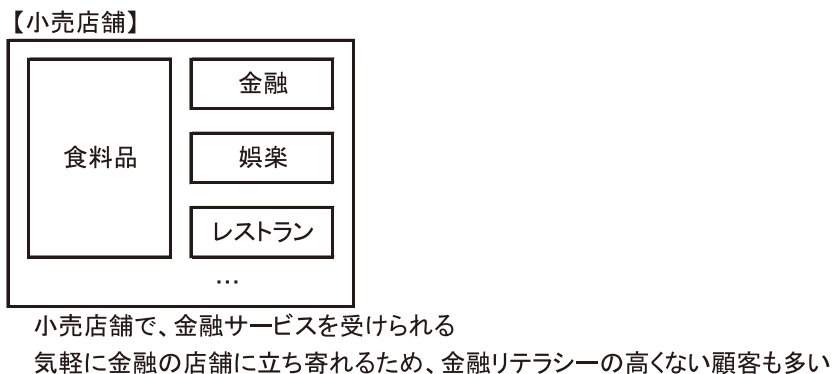 【小売店舗】
食料品
金融
娯楽
レストラン
…
小売店舗で、金融サービスを受けられる
気軽に金融の店舗に立ち寄れるため、金融リテラシーの高くない顧客も多い